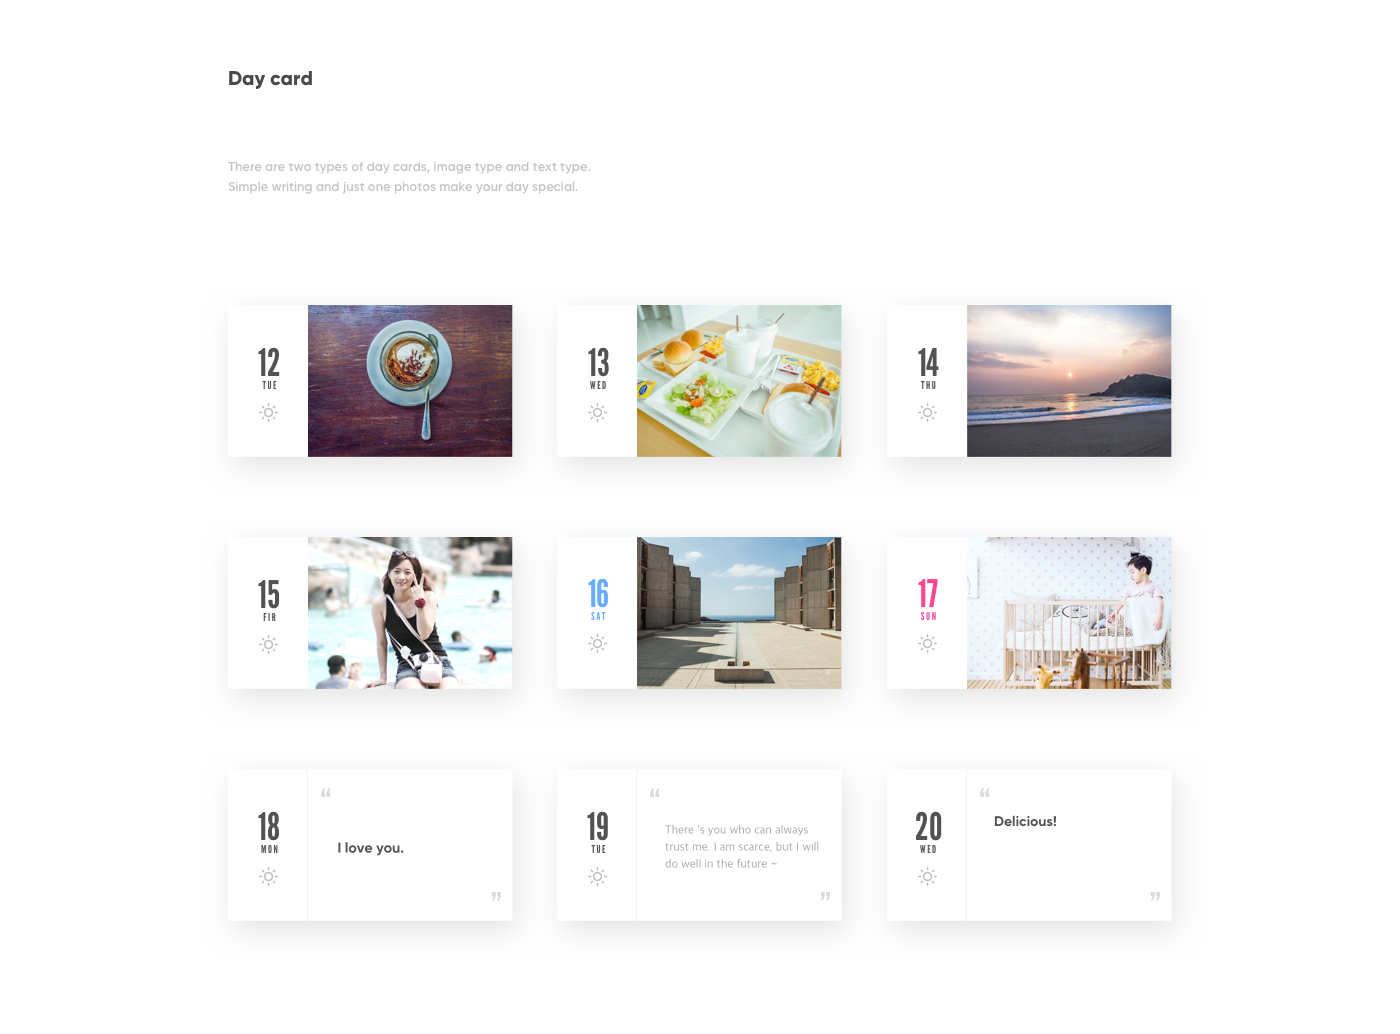 Day card
There are two types of day cards, image type and text type.
Simple writing and just one photos make your day special.
12
TUE
13
WED
14
THU
15
FIR
16
SAT
17
SUN
18
MON
“
I love you.
”
19
TUE
“
There 's you who can always
trust me. I am scarce, but I will
do well in the future ~
”
20
WED
“
Delicious!
”